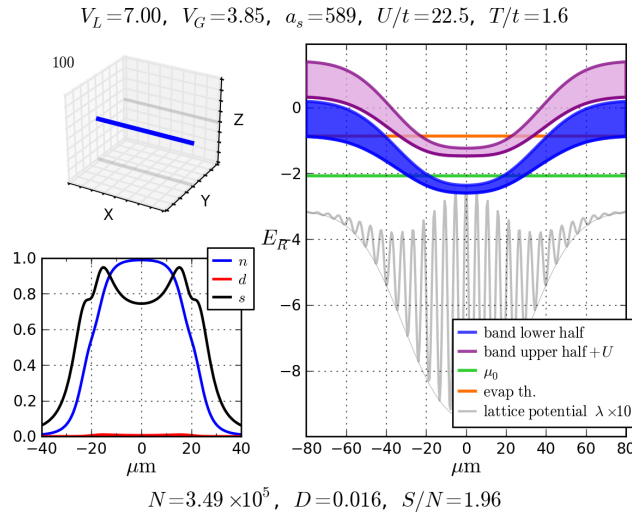 V_L=7.00, V_G=3.85, a_s=589, U/t=22.5, T/t=1.6
100
X
Y
Z
0
−2
−4
−6
−8
E_R
−80 −60 −40 −20 0 20 40 60 80
μm
band lower half
band upper half +U
μ_0
evap th.
lattice potential λ×10
1.0
0.8
0.6
0.4
0.2
0.0
−40 −20 0 20 40
μm
n
d
s
N=3.49×10^5, D=0.016, S/N=1.96